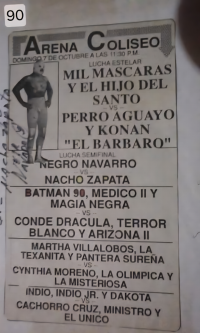 90
ARENA COLISEO
DOMINGO 7 DE OCTUBRE A LAS 11:30 P.M.
LUCHA ESTELAR
MIL MASCARAS
Y EL HIJO DEL
SANTO
VS
PERRO AGUAYO
Y KONAN
"EL BARBARO"
LUCHA SEMIFINAL
NEGRO NAVARRO
VS
NACHO ZAPATA
BATMAN 90, MEDICO II Y
MAGIA NEGRA
VS
CONDE DRACULA, TERROR
BLANCO Y ARIZONA II
MARTHA VILLALOBOS, LA
TEXANITA Y PANTERA SUREÑA
VS
CYNTHIA MORENO, LA OLIMPICA Y
LA MISTERIOSA
INDIO, INDIO JR. Y DAKOTA
VS
CACHORRO CRUZ, MINISTRO Y
EL UNICO
NACHO ZAPATA